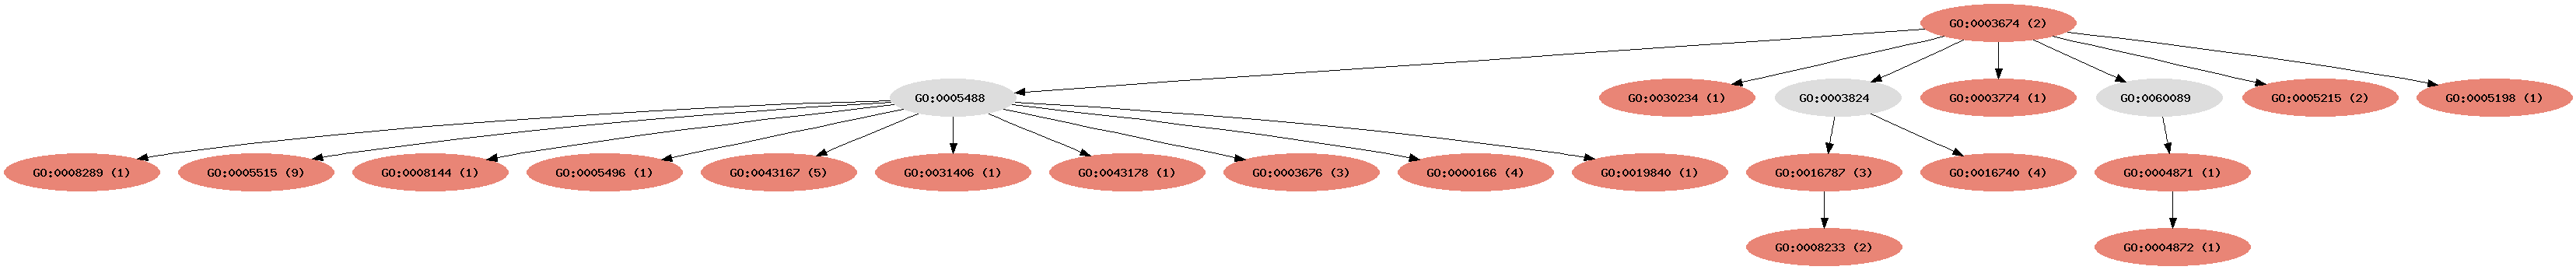 GO:0003674 (2)
GO:0005488
GO:0030234 (1)
GO:0003824
GO:0003774 (1)
GO:0060089
GO:0005215 (2)
GO:0005198 (1)
GO:0008289 (1)
GO:0005515 (9)
GO:0008144 (1)
GO:0005496 (1)
GO:0043167 (5)
GO:0031406 (1)
GO:0043178 (1)
GO:0003676 (3)
GO:0000166 (4)
GO:0019840 (1)
GO:0016787 (3)
GO:0016740 (4)
GO:0004871 (1)
GO:0008233 (2)
GO:0004872 (1)